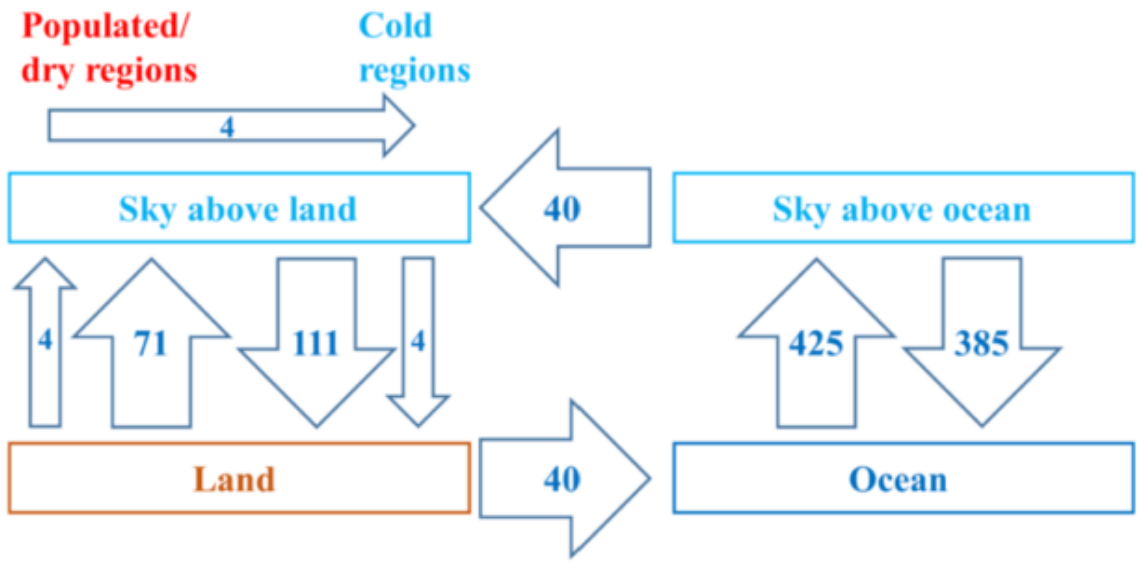 Populated/
dry regions
Cold
regions
4
Sky above land
40
Sky above ocean
4
71
111
4
425
385
Land
40
Ocean